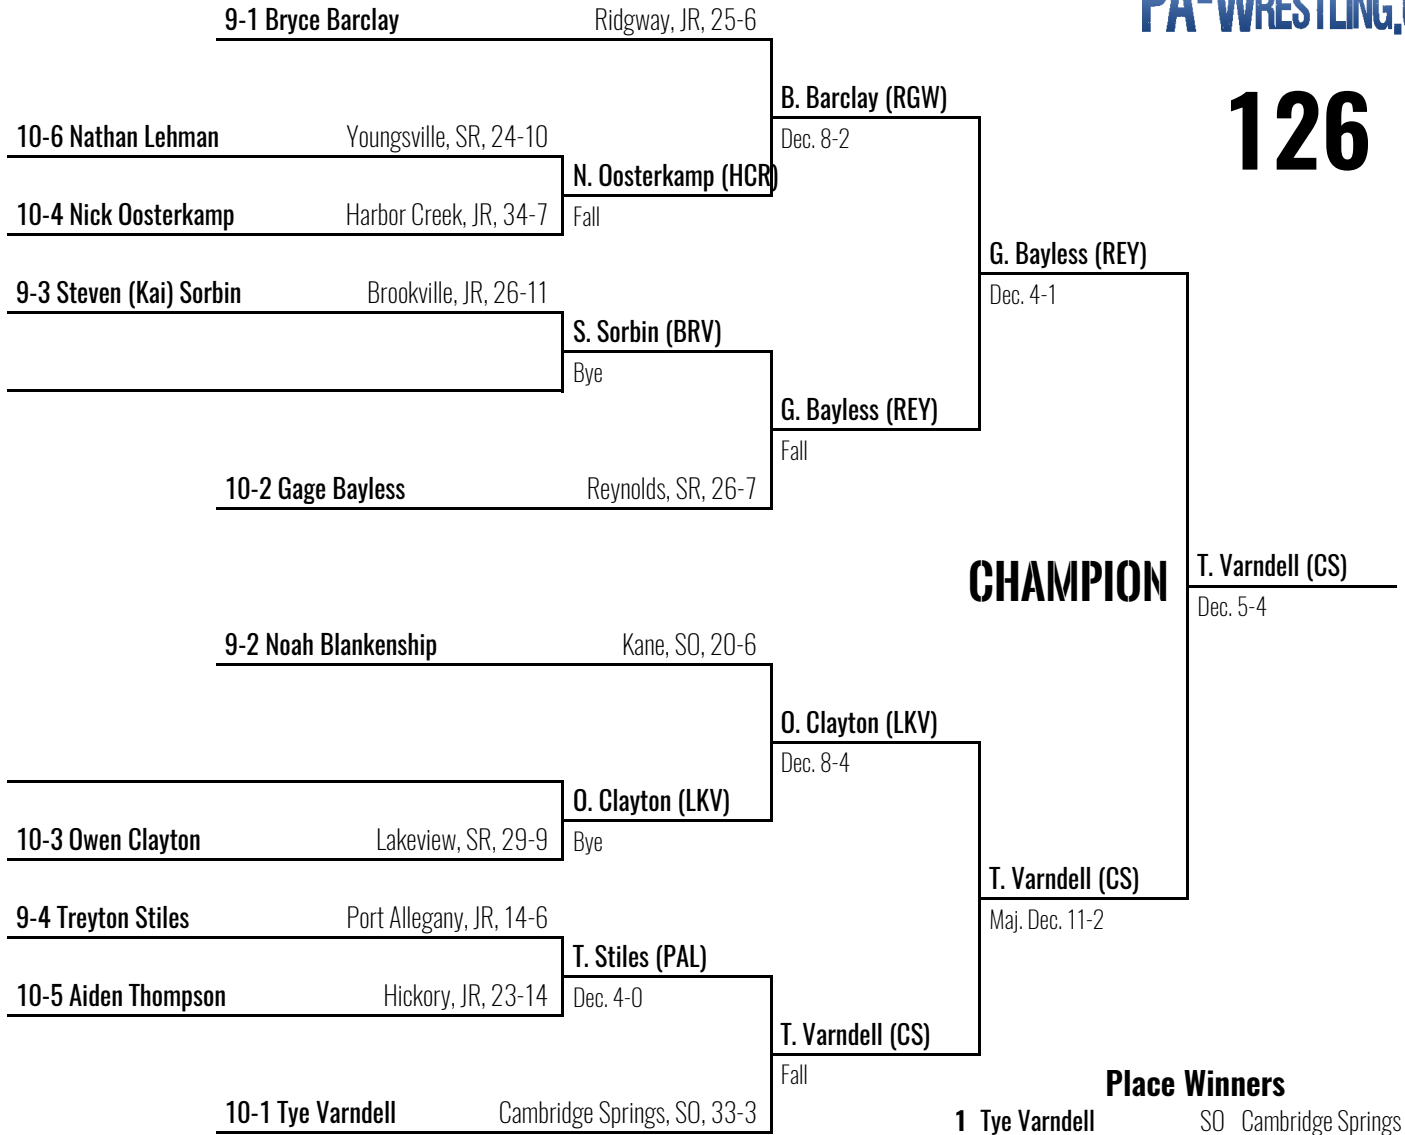 PA-WRESTLING.
126
9-1 Bryce Barclay Ridgway, JR, 25-6
B. Barclay (RGW)
Dec. 8-2
10-6 Nathan Lehman Youngsville, SR, 24-10
N. Oosterkamp (HCR)
Fall
10-4 Nick Oosterkamp Harbor Creek, JR, 34-7
G. Bayless (REY)
Dec. 4-1
9-3 Steven (Kai) Sorbin Brookville, JR, 26-11
S. Sorbin (BRV)
Bye
G. Bayless (REY)
Fall
10-2 Gage Bayless Reynolds, SR, 26-7
CHAMPION
T. Varndell (CS)
Dec. 5-4
9-2 Noah Blankenship Kane, SO, 20-6
O. Clayton (LKV)
Dec. 8-4
O. Clayton (LKV)
Bye
10-3 Owen Clayton Lakeview, SR, 29-9
T. Varndell (CS)
Maj. Dec. 11-2
9-4 Treyton Stiles Port Allegany, JR, 14-6
T. Stiles (PAL)
Dec. 4-0
10-5 Aiden Thompson Hickory, JR, 23-14
T. Varndell (CS)
Fall
10-1 Tye Varndell Cambridge Springs, SO, 33-3
Place Winners
1 Tye Varndell SO Cambridge Springs